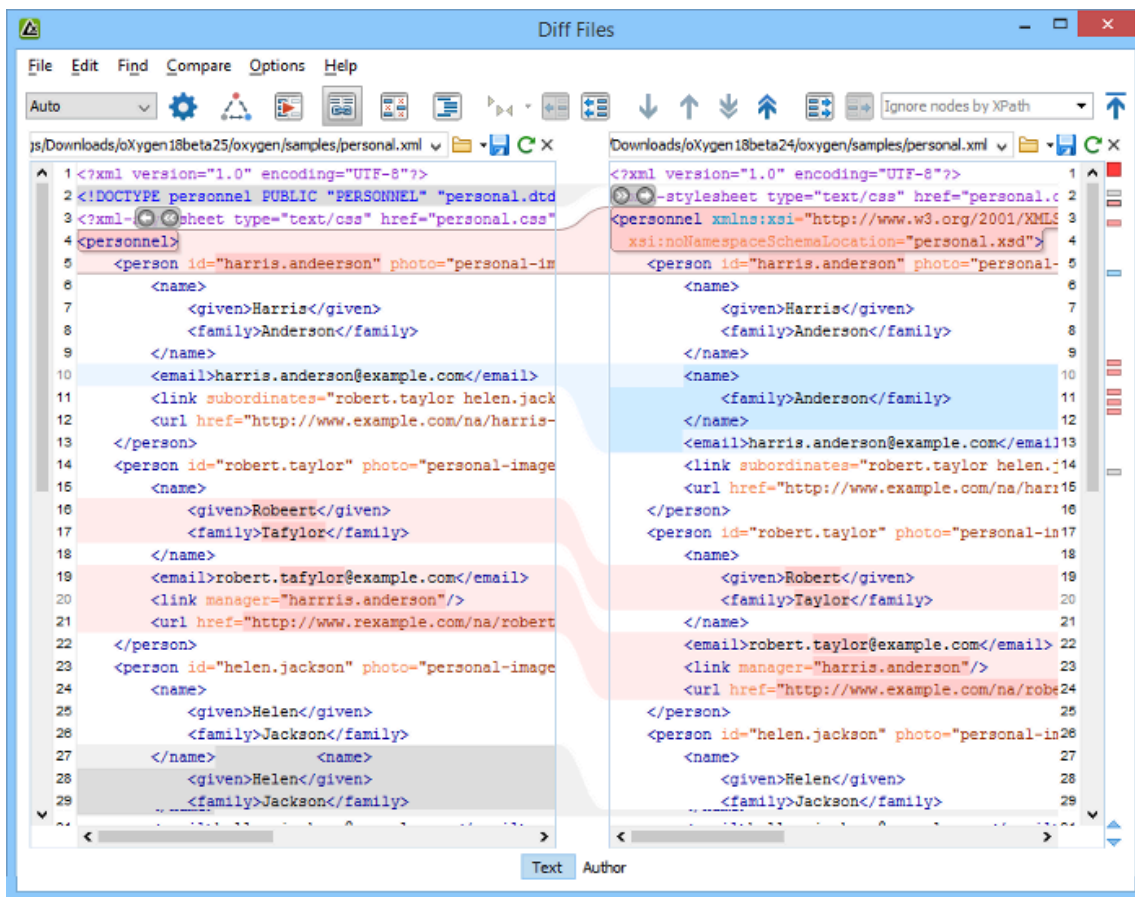 Diff Files
File Edit Find Compare Options Help
Auto Ignore nodes by XPath
gs/Downloads/oXygen18beta25/oxygen/samples/personal.xml
/Downloads/oXygen18beta24/oxygen/samples/personal.xml
1 <?xml version="1.0" encoding="UTF-8"?>
2 <!DOCTYPE personnel PUBLIC "PERSONNEL" "personal.dtd
3 <?xml- sheet type="text/css" href="personal.css"
4 <personnel>
5 <person id="harris.andeerson" photo="personal-im
6 <name>
7 <given>Harris</given>
8 <family>Anderson</family>
9 </name>
10 <email>harris.anderson@example.com</email>
11 <link subordinates="robert.taylor helen.jack
12 <url href="http://www.example.com/na/harris-
13 </person>
14 <person id="robert.taylor" photo="personal-image
15 <name>
16 <given>Robeert</given>
17 <family>Tafylor</family>
18 </name>
19 <email>robert.tafylor@example.com</email>
20 <link manager="harrris.anderson"/>
21 <url href="http://www.rexample.com/na/robert
22 </person>
23 <person id="helen.jackson" photo="personal-image
24 <name>
25 <given>Helen</given>
26 <family>Jackson</family>
27 </name> <name>
28 <given>Helen</given>
29 <family>Jackson</family>
<?xml version="1.0" encoding="UTF-8"?> 1
-stylesheet type="text/css" href="personal.c 2
<personnel xmlns:xsi="http://www.w3.org/2001/XMLS 3
xsi:noNamespaceSchemaLocation="personal.xsd"> 4
<person id="harris.anderson" photo="personal- 5
<name> 6
<given>Harris</given> 7
<family>Anderson</family> 8
</name> 9
<name> 10
<family>Anderson</family> 11
</name> 12
<email>harris.anderson@example.com</email 13
<link subordinates="robert.taylor helen.j 14
<url href="http://www.example.com/na/harr 15
</person> 16
<person id="robert.taylor" photo="personal-im 17
<name> 18
<given>Robert</given> 19
<family>Taylor</family> 20
</name> 21
<email>robert.taylor@example.com</email> 22
<link manager="harris.anderson"/> 23
<url href="http://www.example.com/na/robe 24
</person> 25
<person id="helen.jackson" photo="personal-im 26
<name> 27
<given>Helen</given> 28
<family>Jackson</family> 29
Text Author